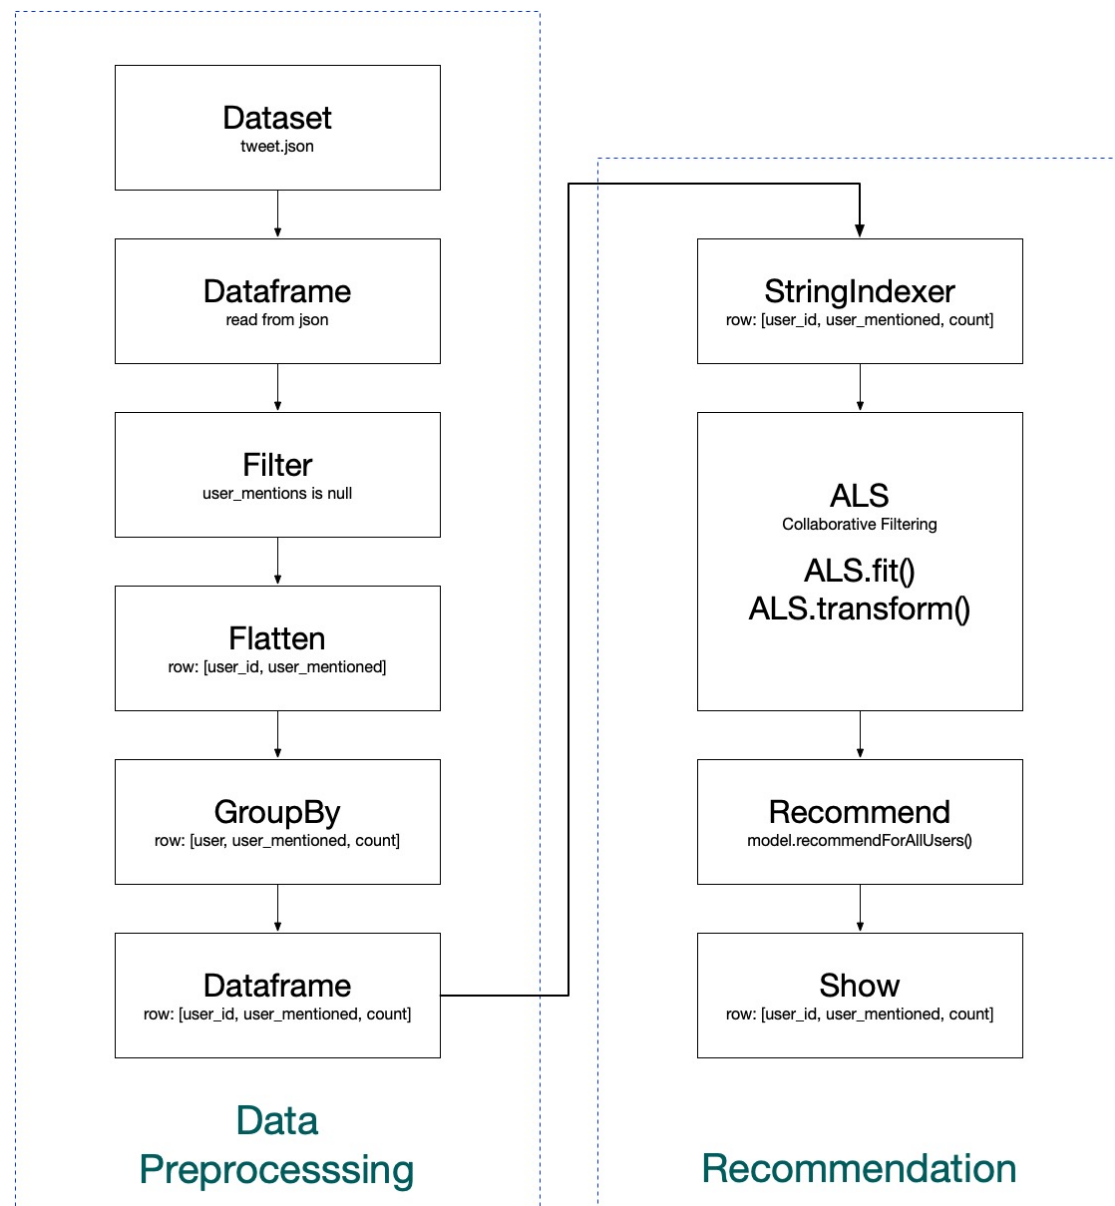 Dataset
tweet.json
Dataframe
read from json
Filter
user_mentions is null
Flatten
row: [user_id, user_mentioned]
GroupBy
row: [user, user_mentioned, count]
Dataframe
row: [user_id, user_mentioned, count]
Data
Preprocesssing
StringIndexer
row: [user_id, user_mentioned, count]
ALS
Collaborative Filtering
ALS.fit()
ALS.transform()
Recommend
model.recommendForAllUsers()
Show
row: [user_id, user_mentioned, count]
Recommendation